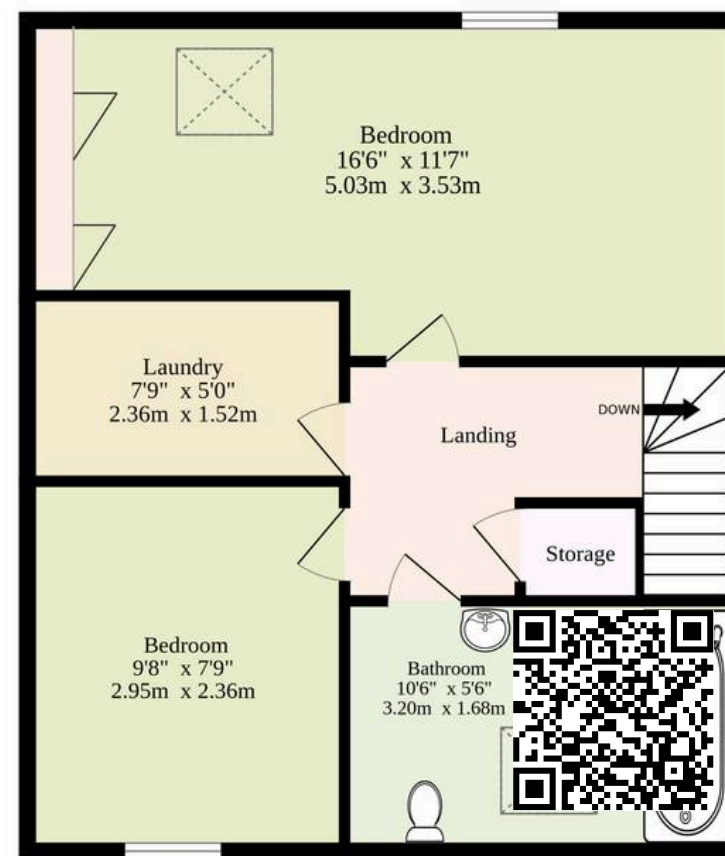 Bedroom
16'6" x 11'7"
5.03m x 3.53m
Laundry
7'9" x 5'0"
2.36m x 1.52m
DOWN
Landing
Storage
Bedroom
9'8" x 7'9"
2.95m x 2.36m
Bathroom
10'6" x 5'6"
3.20m x 1.68m